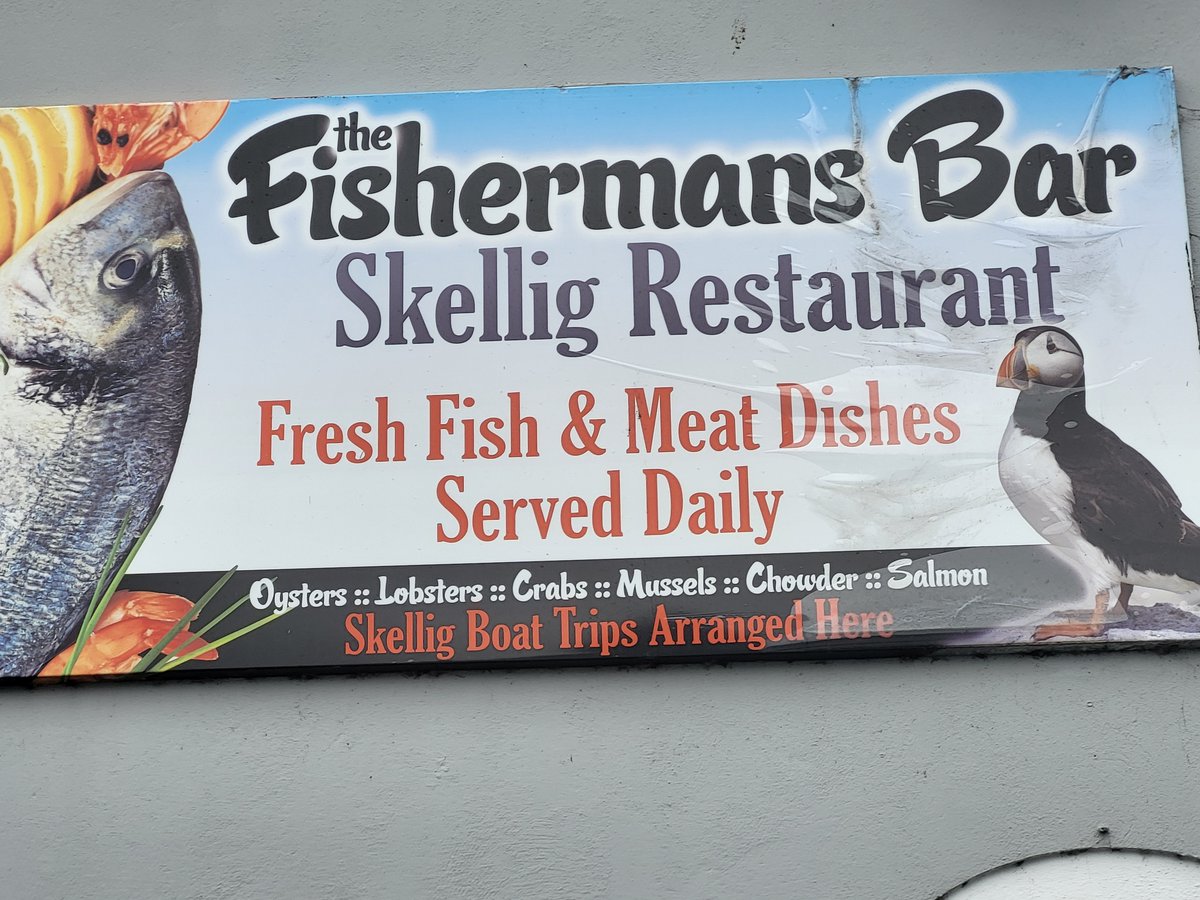 the
Fishermans Bar
Skellig Restaurant
Fresh Fish & Meat Dishes
Served Daily
Oysters :: Lobsters :: Crabs :: Mussels :: Chowder :: Salmon
Skellig Boat Trips Arranged Here